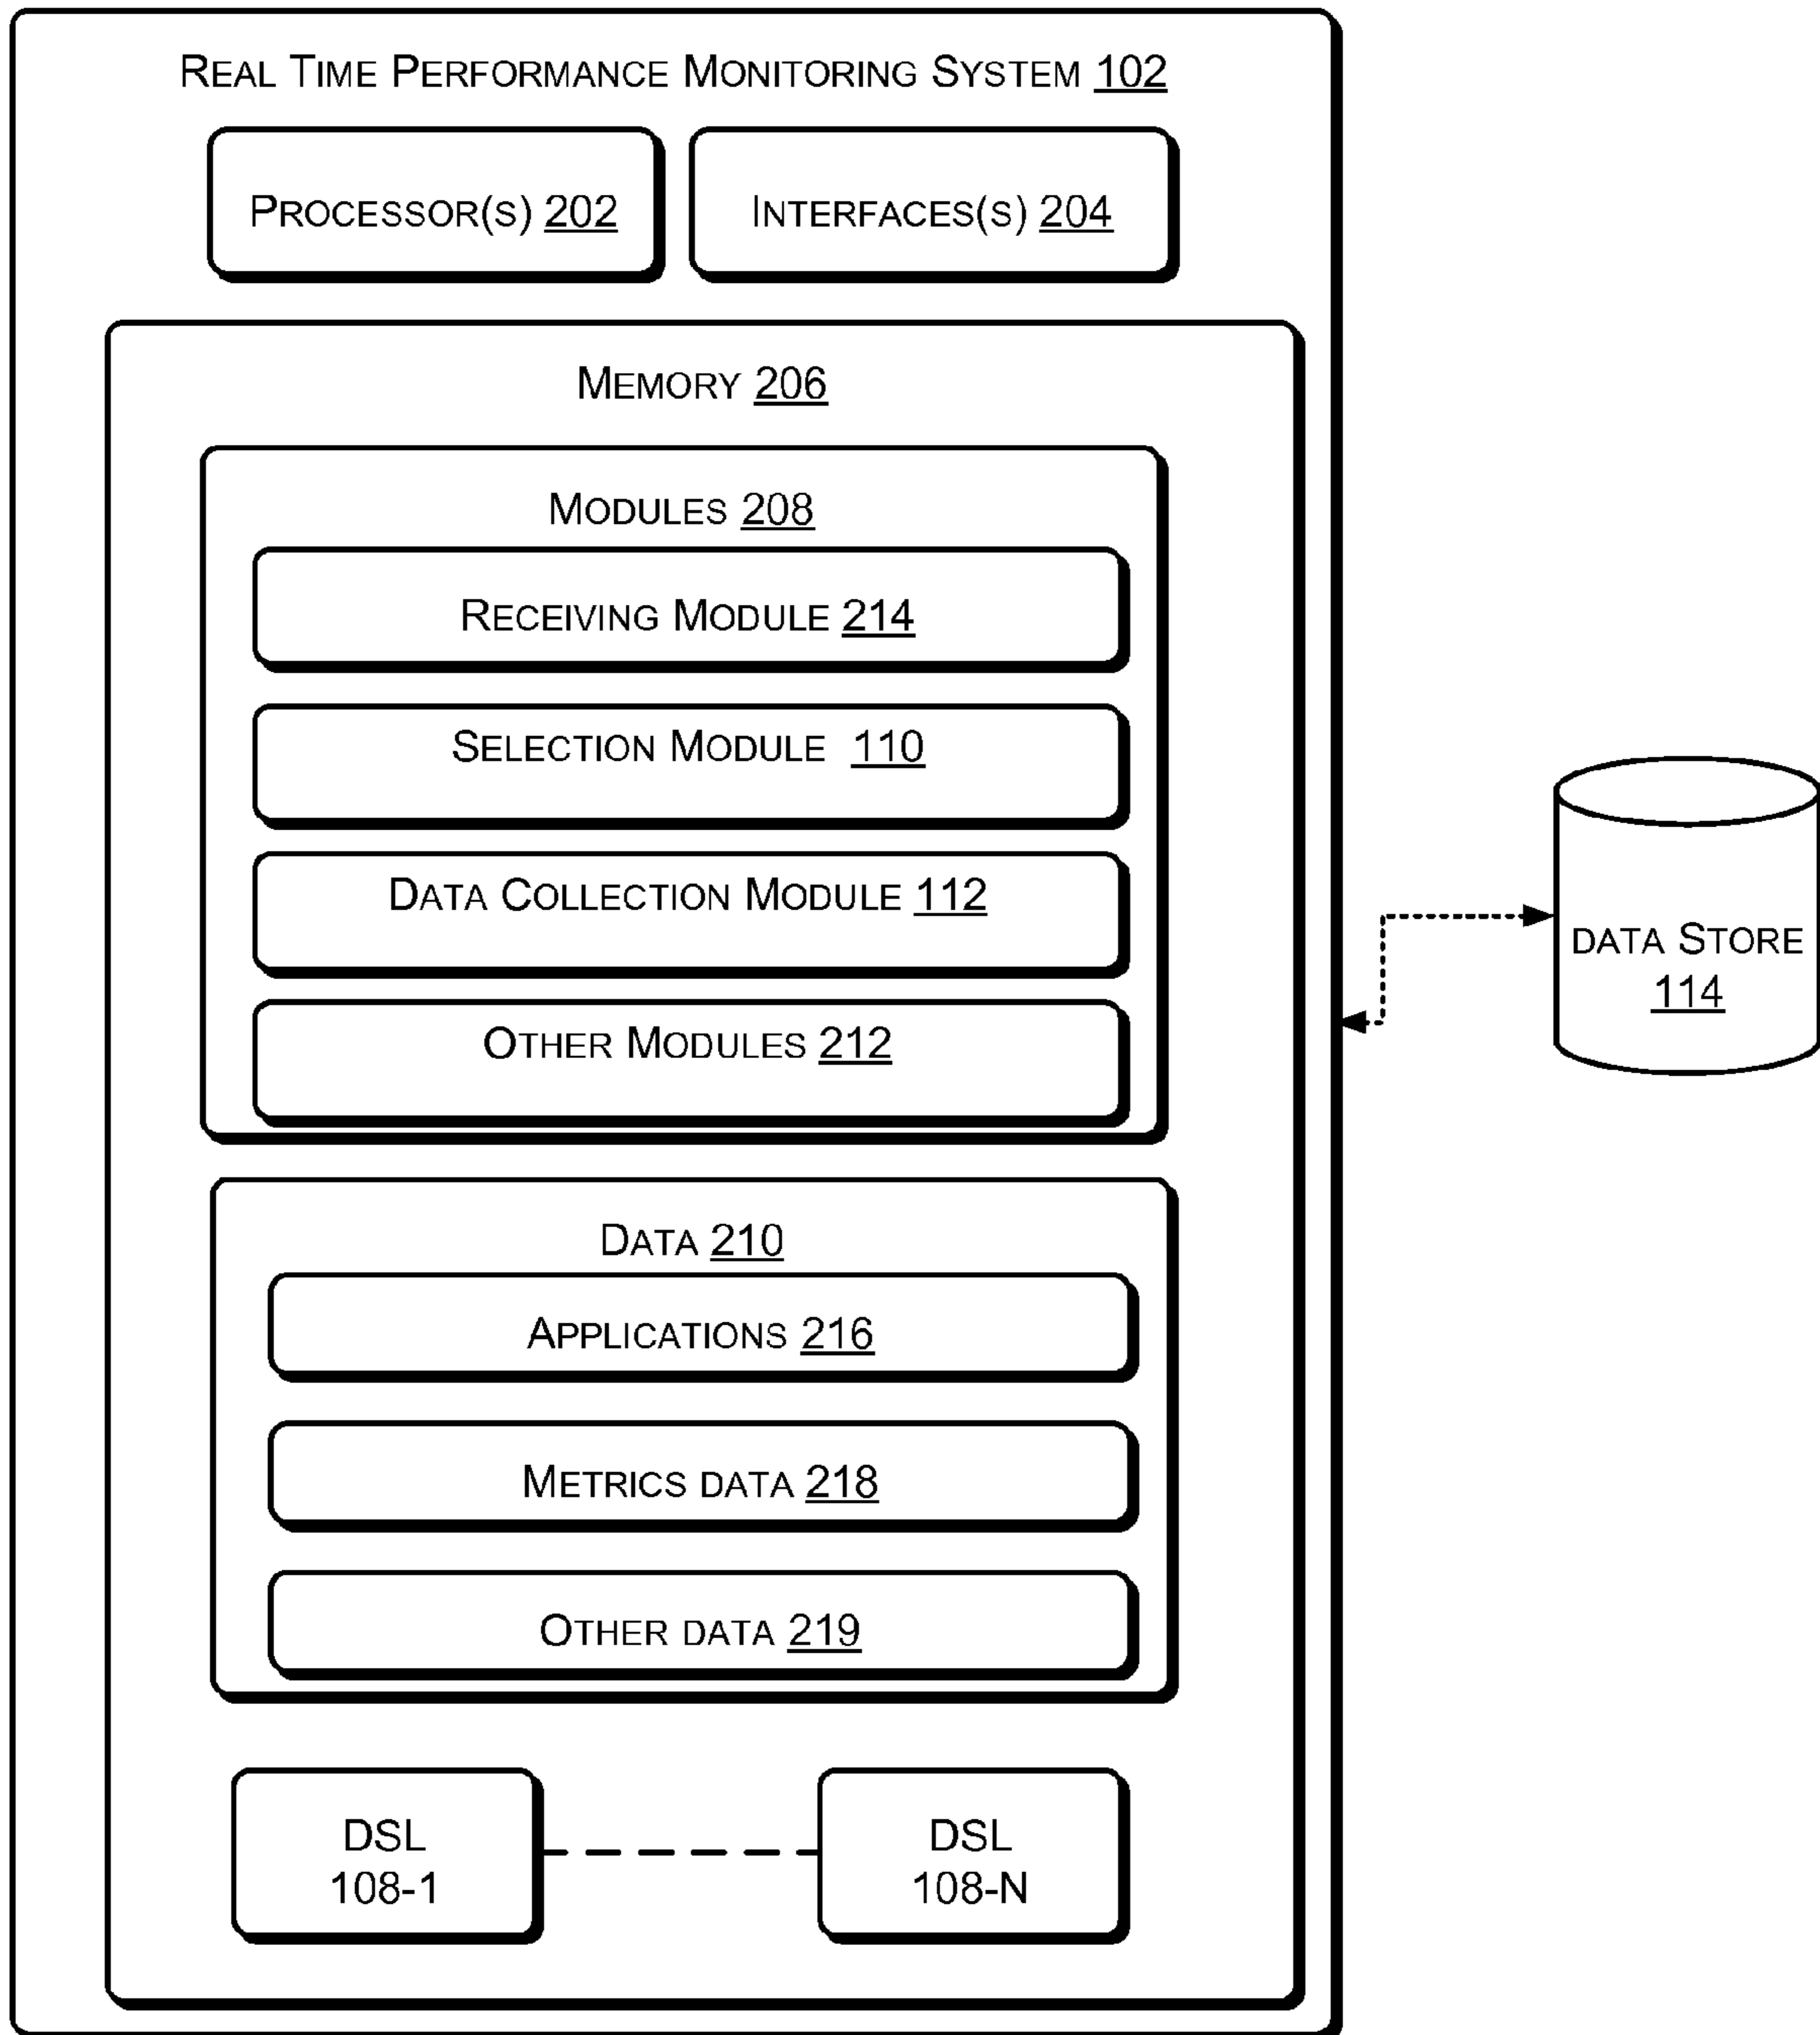 REAL TIME PERFORMANCE MONITORING SYSTEM 102
PROCESSOR(S) 202
INTERFACES(S) 204
MEMORY 206
MODULES 208
RECEIVING MODULE 214
SELECTION MODULE 110
DATA COLLECTION MODULE 112
OTHER MODULES 212
DATA STORE
114
DATA 210
APPLICATIONS 216
METRICS DATA 218
OTHER DATA 219
DSL
108-1
DSL
108-N